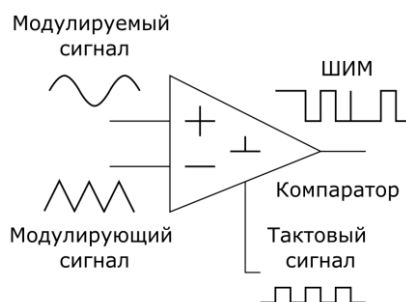 Модулируемый
сигнал
ШИМ
Компаратор
Модулирующий
сигнал
Тактовый
сигнал